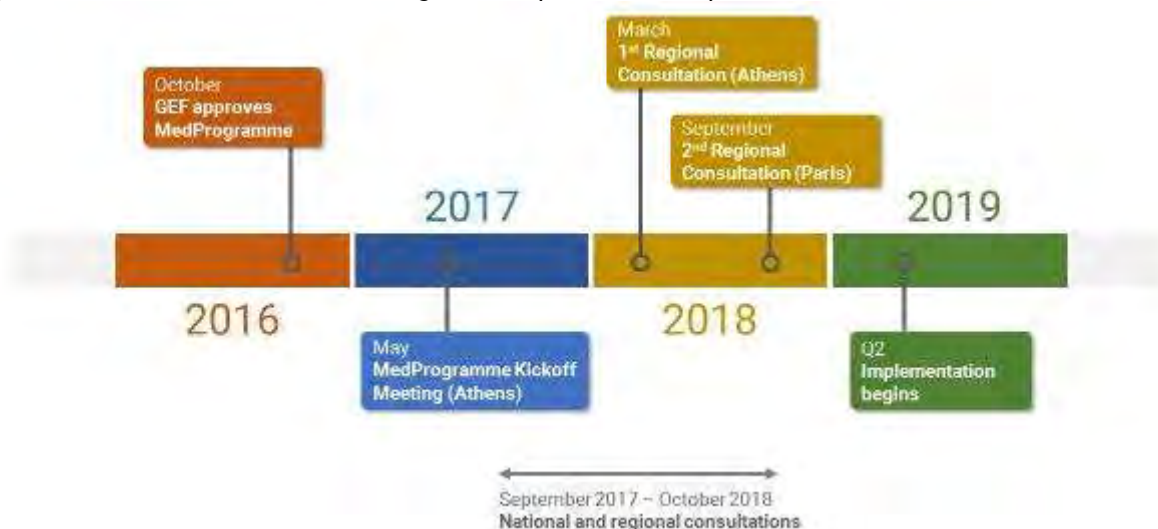 October
GEF approves
MedProgramme
March
1st Regional
Consultation (Athens)
September
2nd Regional
Consultation (Paris)
2017
2019
2016
2018
May
MedProgramme Kickoff
Meeting (Athens)
Q2
Implementation
begins
September 2017 – October 2018
National and regional consultations